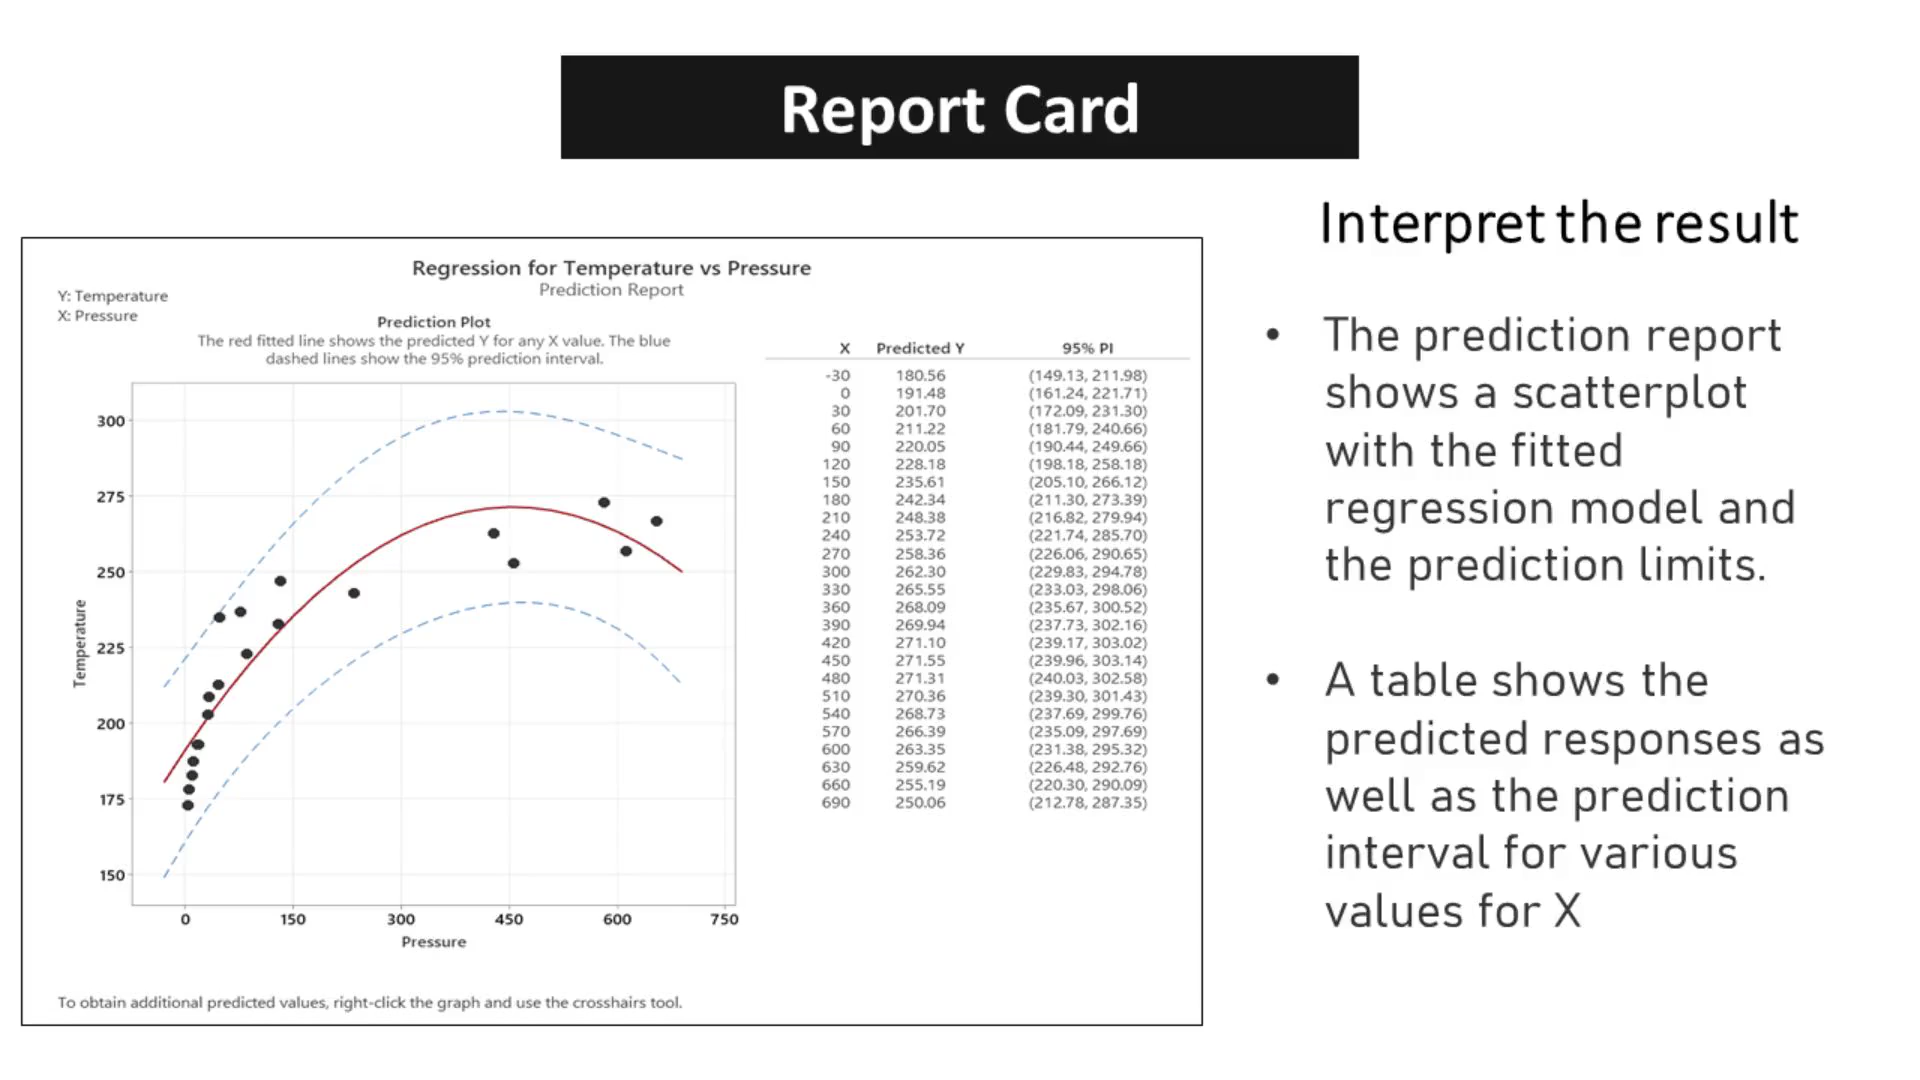 Report Card
Regression for Temperature vs Pressure
Prediction Report
Y: Temperature
X: Pressure
Prediction Plot
The red fitted line shows the predicted Y for any X value. The blue
dashed lines show the 95% prediction interval.
300
275
250
225
200
175
150
Temperature
0 150 300 450 600 750
Pressure
X Predicted Y 95% PI
-30 180.56 (149.13, 211.98)
0 191.48 (161.24, 221.71)
30 201.70 (172.09, 231.30)
60 211.22 (181.79, 240.66)
90 220.05 (190.44, 249.66)
120 228.18 (198.18, 258.18)
150 235.61 (205.10, 266.12)
180 242.34 (211.30, 273.39)
210 248.38 (216.82, 279.94)
240 253.72 (221.74, 285.70)
270 258.36 (226.06, 290.65)
300 262.30 (229.83, 294.78)
330 265.55 (233.03, 298.06)
360 268.09 (235.67, 300.52)
390 269.94 (237.73, 302.16)
420 271.10 (239.17, 303.02)
450 271.55 (239.96, 303.14)
480 271.31 (240.03, 302.58)
510 270.36 (239.30, 301.43)
540 268.73 (237.69, 299.76)
570 266.39 (235.09, 297.69)
600 263.35 (231.38, 295.32)
630 259.62 (226.48, 292.76)
660 255.19 (220.30, 290.09)
690 250.06 (212.78, 287.35)
To obtain additional predicted values, right-click the graph and use the crosshairs tool.
Interpret the result
• The prediction report
shows a scatterplot
with the fitted
regression model and
the prediction limits.
• A table shows the
predicted responses as
well as the prediction
interval for various
values for X